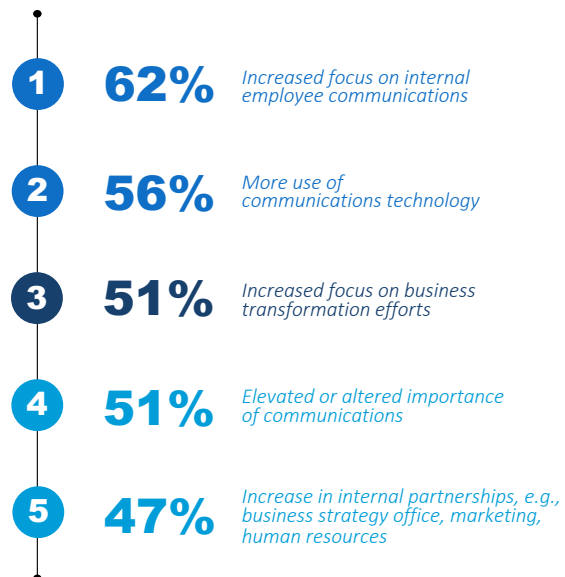 1
62%
Increased focus on internal
employee communications
2
56%
More use of
communications technology
3
51%
Increased focus on business
transformation efforts
4
51%
Elevated or altered importance
of communications
5
47%
Increase in internal partnerships, e.g.,
business strategy office, marketing,
human resources